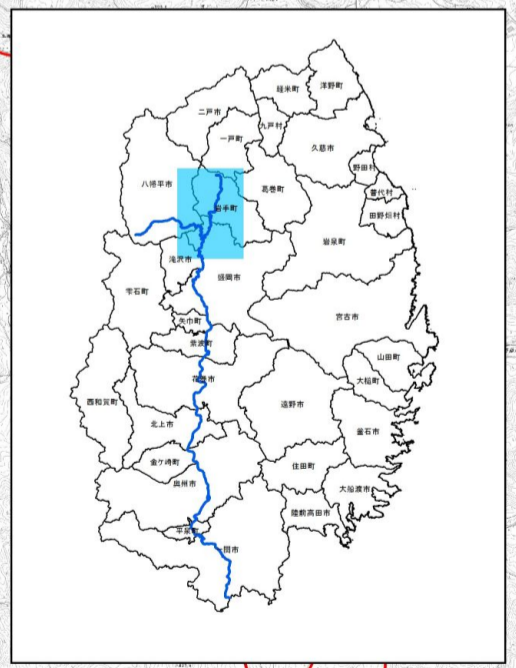 軽米町
洋野町
二戸市
九戸村
一戸町
久慈市
野田村
八幡平市
葛巻町
普代村
岩手町
田野畑村
岩泉町
滝沢市
盛岡市
雫石町
宮古市
矢巾町
紫波町
山田町
大槌町
花巻市
西和賀町
遠野市
北上市
釜石市
金ケ崎町
住田町
奥州市
大船渡市
陸前高田市
平泉町
一関市